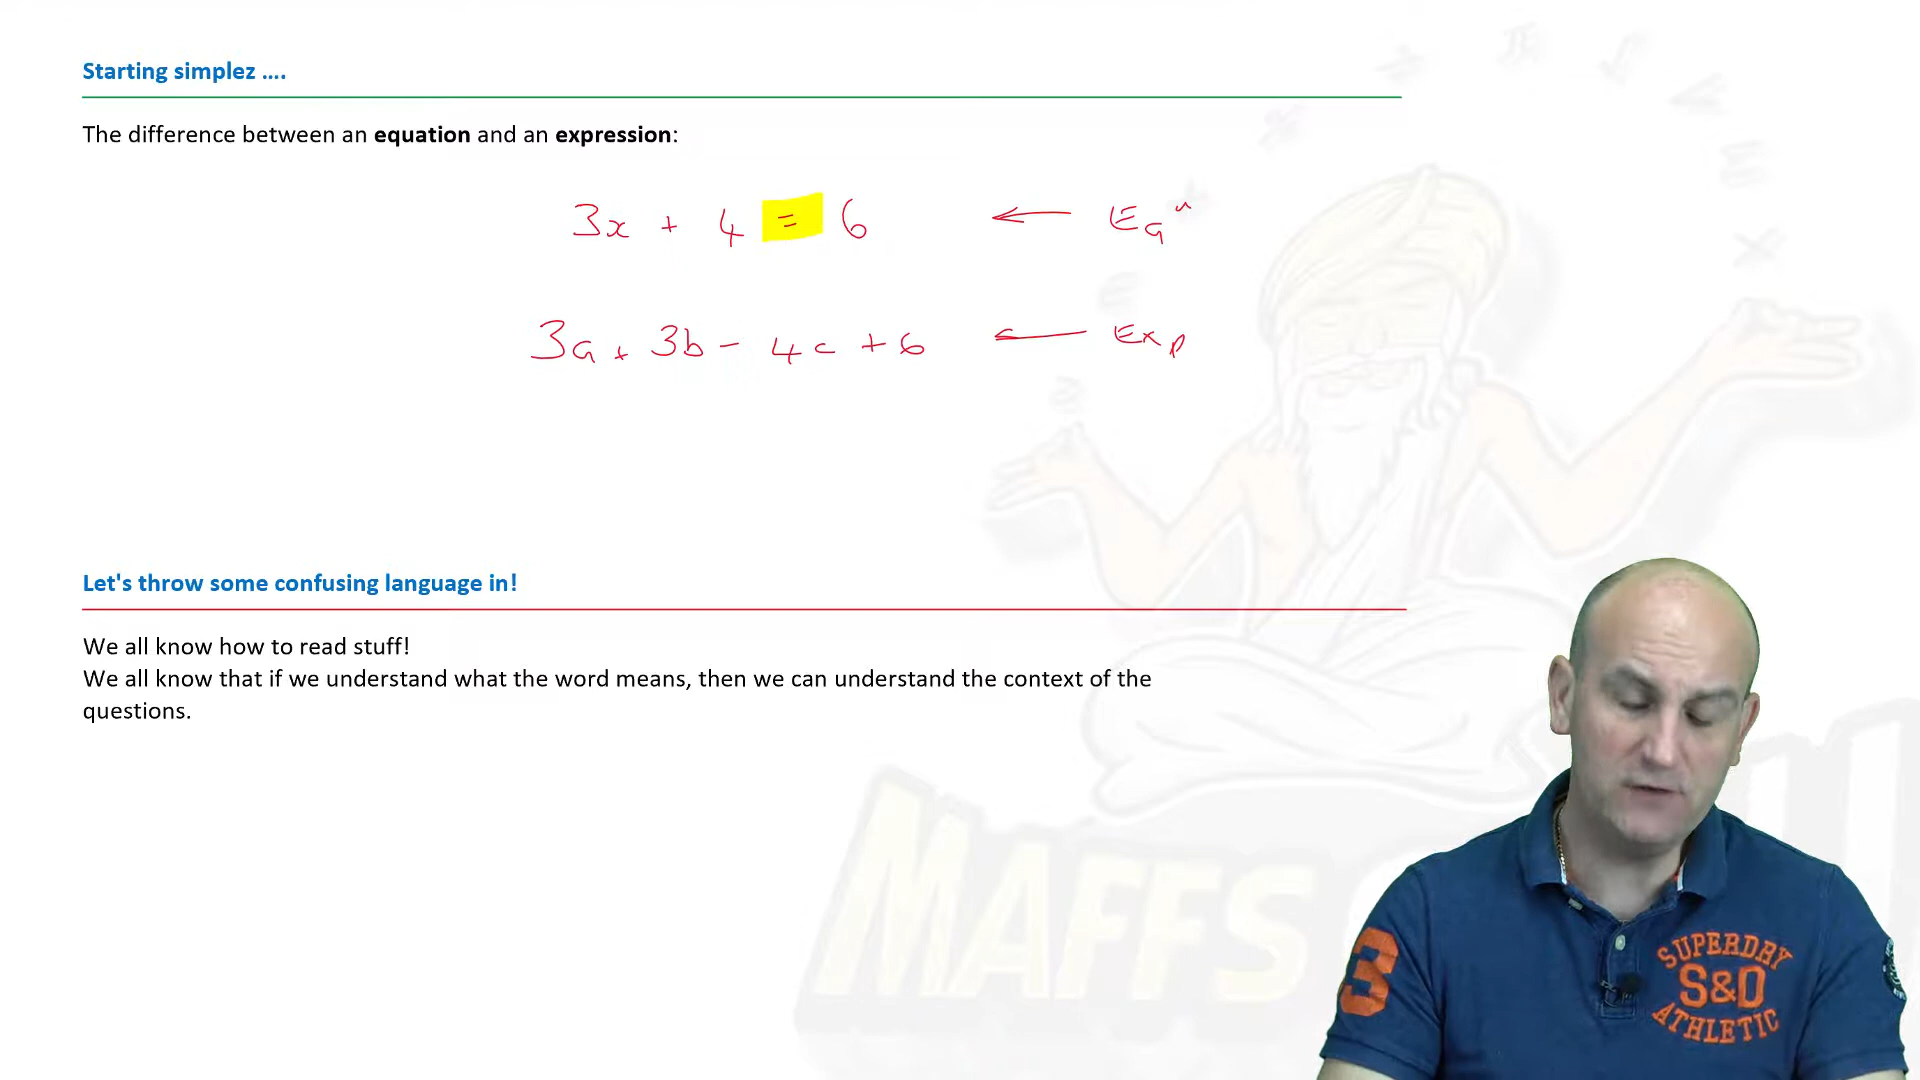 Starting simplez ....
The difference between an equation and an expression:
3x + 4 = 6 ← Eqⁿ
3a + 3b - 4c + 6 ← Exp
Let's throw some confusing language in!
We all know how to read stuff!
We all know that if we understand what the word means, then we can understand the context of the
questions.
MAFFS
3
SUPERDRY
S&D
ATHLETIC